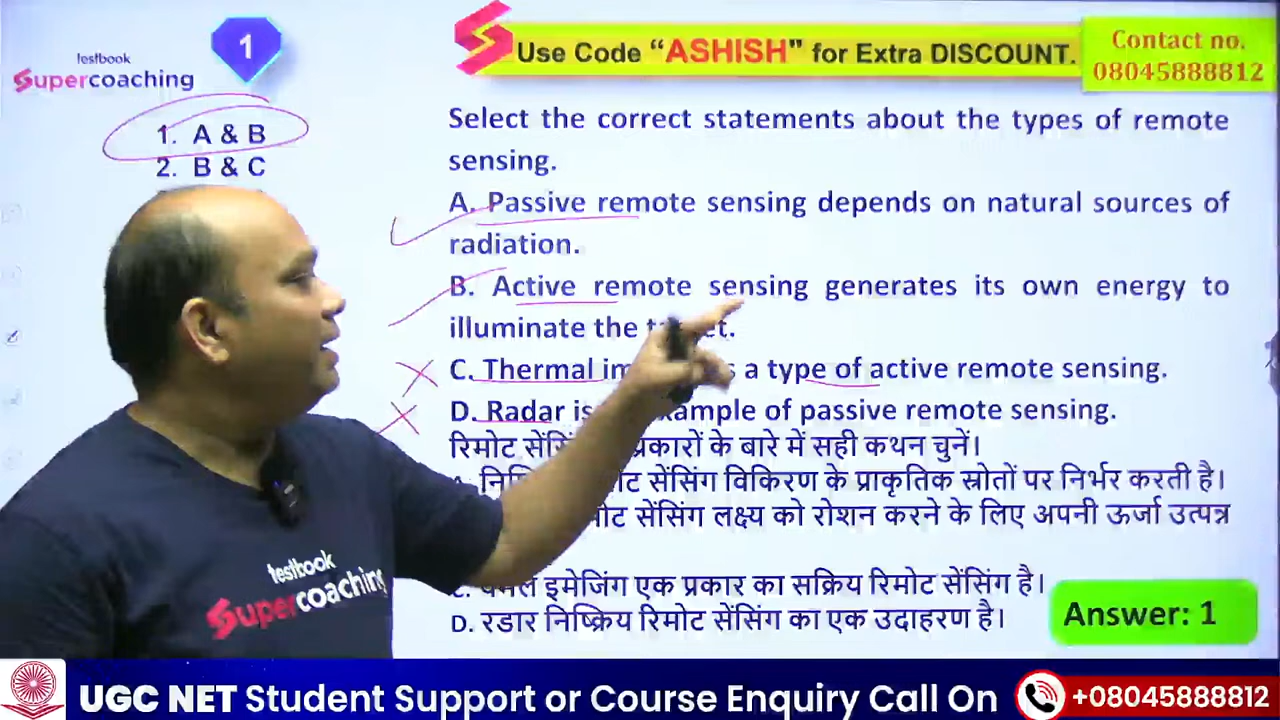 testbook
Supercoaching
1
Use Code “ASHISH” for Extra DISCOUNT.
Contact no.
08045888812
1. A & B
2. B & C
Select the correct statements about the types of remote
sensing.
A. Passive remote sensing depends on natural sources of
radiation.
B. Active remote sensing generates its own energy to
illuminate the
C. Thermal a type of active remote sensing.
D. Radar example of passive remote sensing.
रिमोट प्रकारों के बारे में सही कथन चुनें।
सेंसिंग विकिरण के प्राकृतिक स्रोतों पर निर्भर करती है।
सेंसिंग लक्ष्य को रोशन करने के लिए अपनी ऊर्जा उत्पन्न
इमेजिंग एक प्रकार का सक्रिय रिमोट सेंसिंग है।
D. रडार निष्क्रिय रिमोट सेंसिंग का एक उदाहरण है।
Answer: 1
testbook
Supercoaching
UGC NET Student Support or Course Enquiry Call On
+08045888812